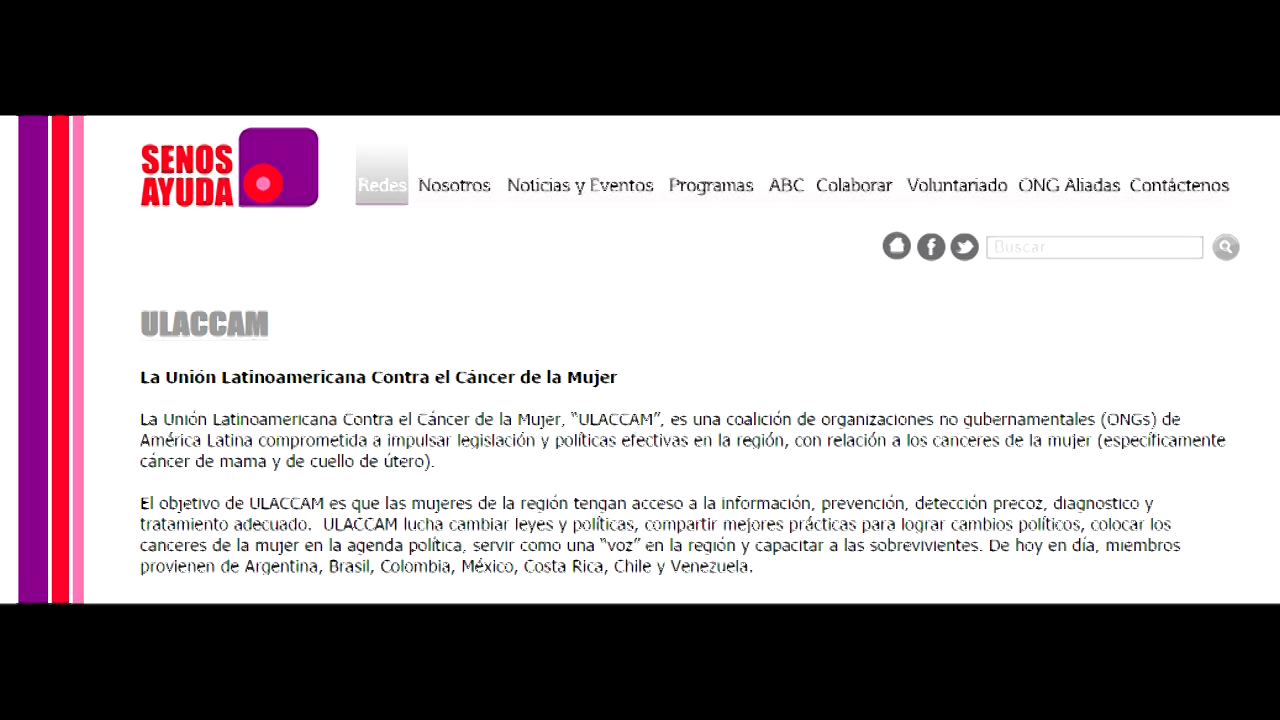 SENOS
AYUDA
Redes Nosotros Noticias y Eventos Programas ABC Colaborar Voluntariado ONG Aliadas Contáctenos
Buscar
ULACCAM
La Unión Latinoamericana Contra el Cáncer de la Mujer
La Unión Latinoamericana Contra el Cáncer de la Mujer, "ULACCAM", es una coalición de organizaciones no gubernamentales (ONGs) de
América Latina comprometida a impulsar legislación y políticas efectivas en la región, con relación a los canceres de la mujer (específicamente
cáncer de mama y de cuello de útero).
El objetivo de ULACCAM es que las mujeres de la región tengan acceso a la información, prevención, detección precoz, diagnostico y
tratamiento adecuado. ULACCAM lucha cambiar leyes y políticas, compartir mejores prácticas para lograr cambios políticos, colocar los
canceres de la mujer en la agenda política, servir como una "voz" en la región y capacitar a las sobrevivientes. De hoy en día, miembros
provienen de Argentina, Brasil, Colombia, México, Costa Rica, Chile y Venezuela.